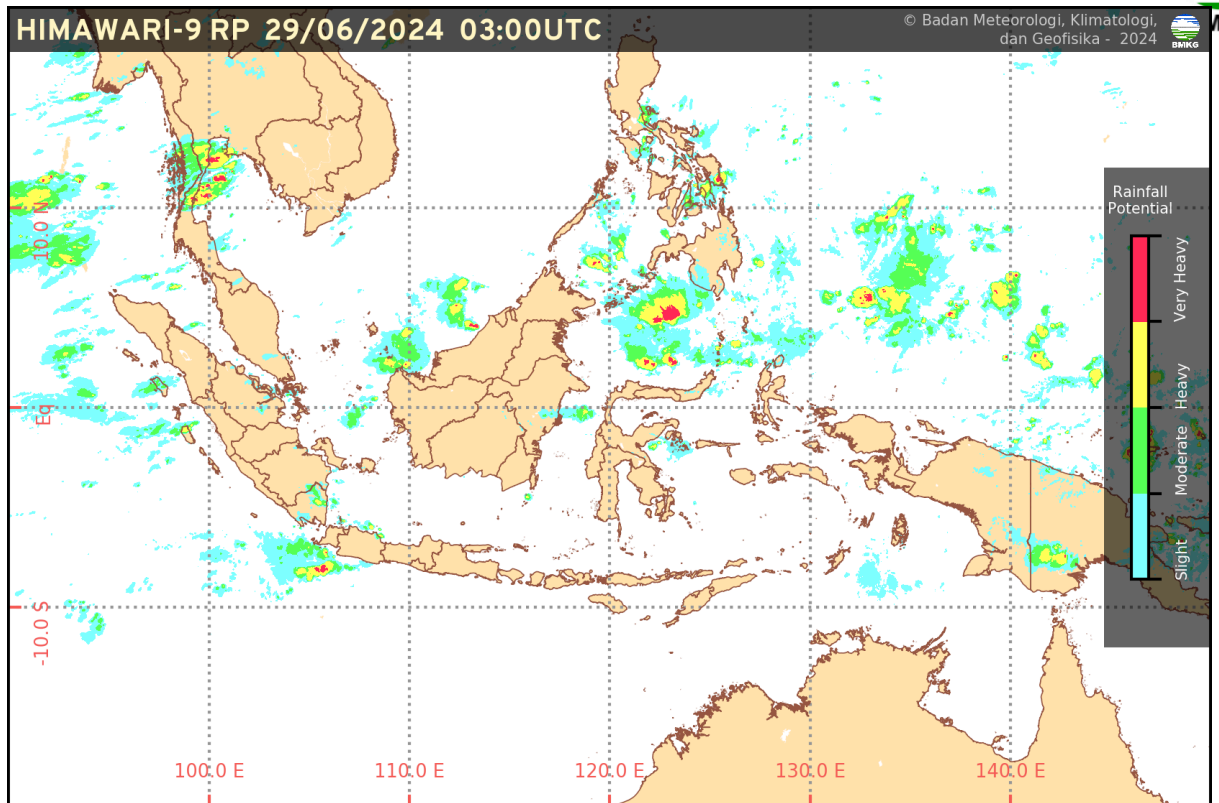 HIMAWARI-9 RP 29/06/2024 03:00UTC
© Badan Meteorologi, Klimatologi,
dan Geofisika - 2024
BMKG
M
Rainfall
Potential
Very Heavy
Heavy
Moderate
Slight
10.0 N
Eq
-10.0 S
100.0 E
110.0 E
120.0 E
130.0 E
140.0 E